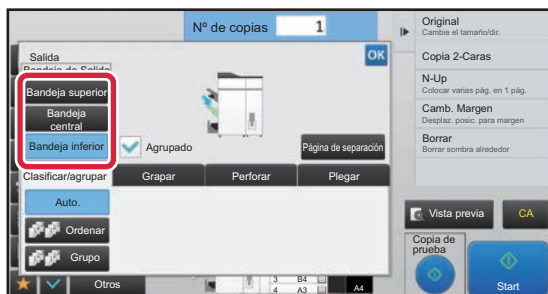 Nº de copias
1
Original
Cambie el tamaño/dir.
Copia 2-Caras
N-Up
Colocar varias pág. en 1 pág.
Camb. Margen
Desplaz. posic. para margen
Borrar
Borrar sombra alrededor
Salida
OK
Bandeja de Salida
Bandeja superior
Bandeja
central
Bandeja inferior
Agrupado
Página de separación
Clasificar/agrupar
Grapar
Perforar
Plegar
Auto.
Ordenar
Grupo
Vista previa
CA
Copia de
prueba
Start
Otros
3
B4
4
A3
A4